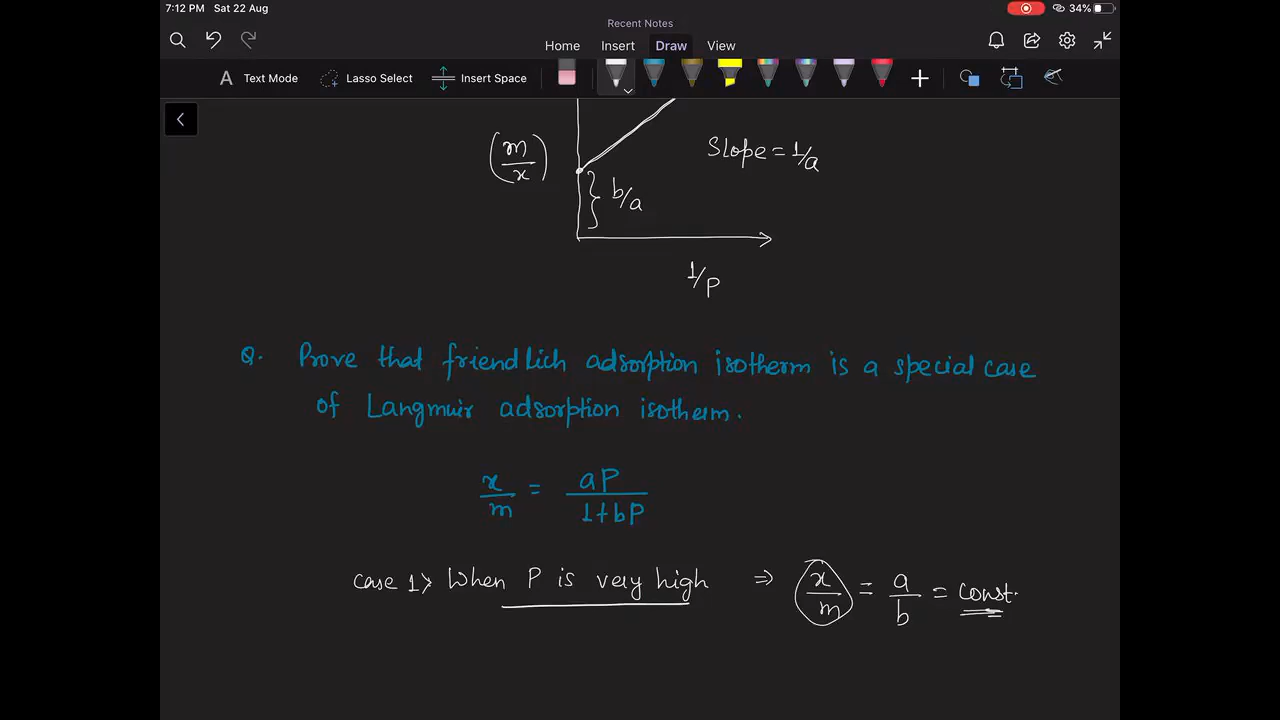 7:12 PM Sat 22 Aug
34%
Recent Notes
Home Insert Draw View
A Text Mode Lasso Select Insert Space
(m/x)
Slope = 1/a
b/a
1/P
Q. Prove that friendlich adsorption isotherm is a special case
of Langmuir adsorption isotherm.
x/m = aP/1+bP
case 1> When P is very high ⇒ x/m = a/b = const.